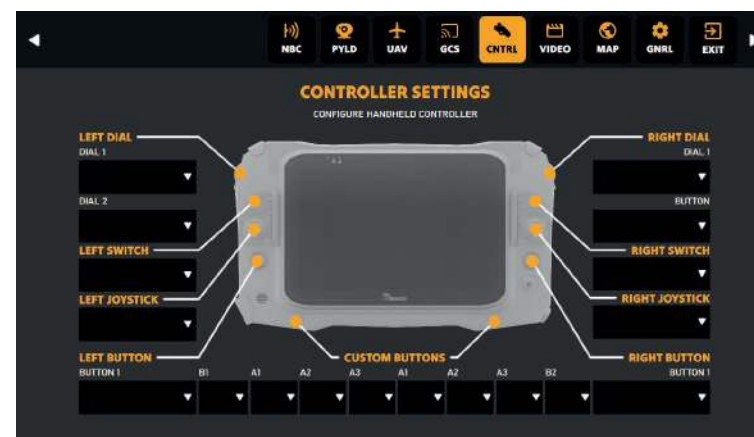 NBC PYLD UAV GCS CNTRL VIDEO MAP GNRL EXIT
CONTROLLER SETTINGS
CONFIGURE HANDHELD CONTROLLER
LEFT DIAL
DIAL 1
DIAL 2
LEFT SWITCH
LEFT JOYSTICK
LEFT BUTTON
BUTTON 1
RIGHT DIAL
DIAL 1
BUTTON
RIGHT SWITCH
RIGHT JOYSTICK
RIGHT BUTTON
BUTTON 1
CUSTOM BUTTONS
B1 A1 A2 A3 A1 A2 A3 B2